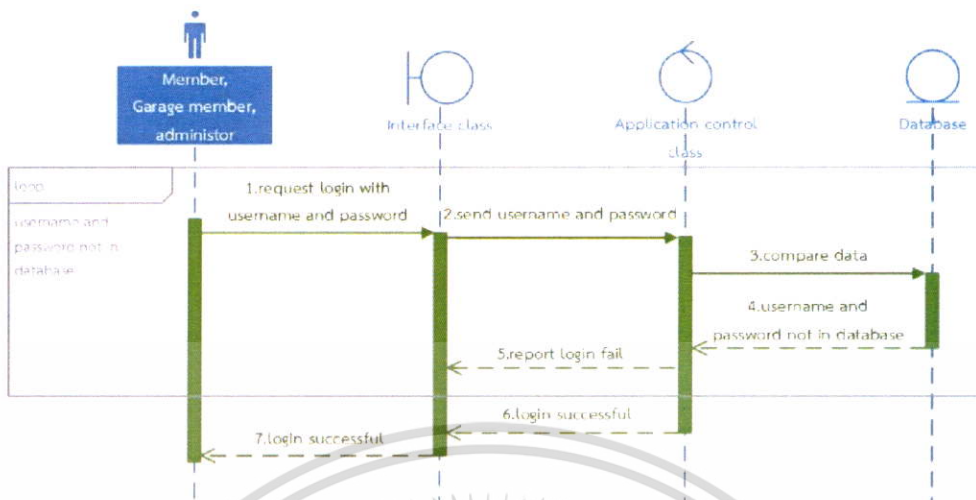 Member,
Garage member,
administor
Interface class
Application control
class
Database
loop
username and
password not in
database
1.request login with
username and password
2.send username and password
3.compare data
4.username and
password not in database
5.report login fail
6.login successful
7.login successful